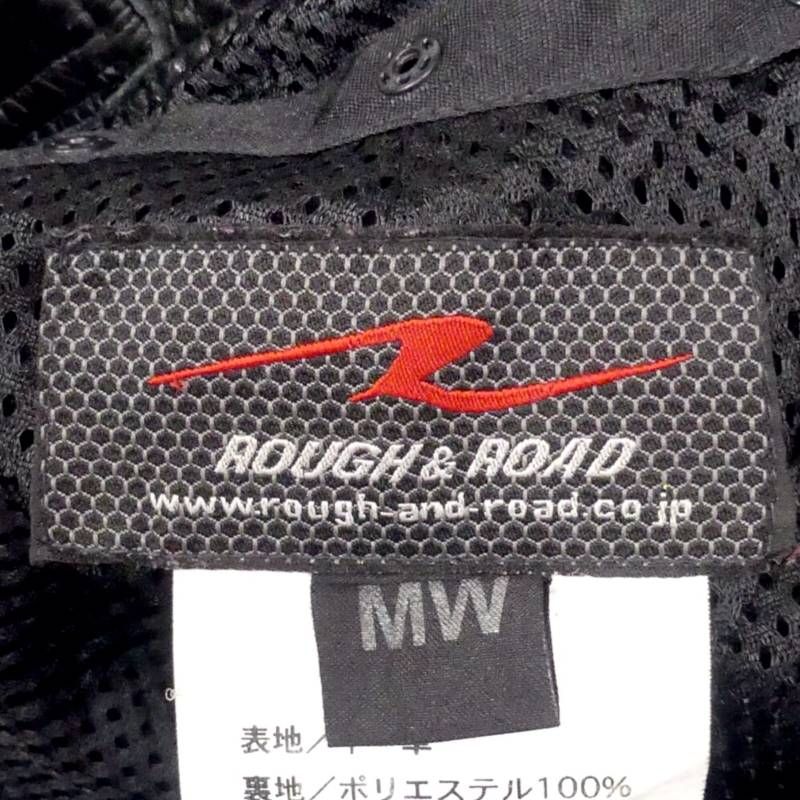 ROUGH & ROAD
www.rough-and-road.co.jp
MW
表地/
裏地/ポリエステル100%